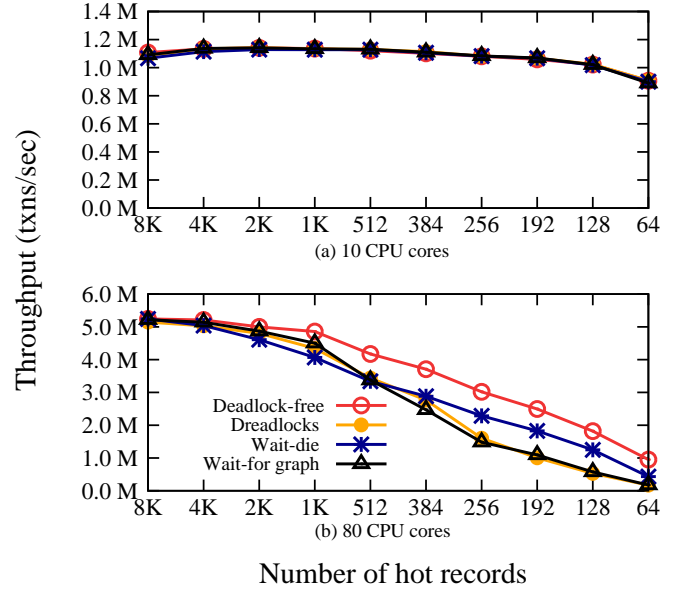 Throughput (txns/sec)
1.4 M
1.2 M
1.0 M
0.8 M
0.6 M
0.4 M
0.2 M
0.0 M
8K 4K 2K 1K 512 384 256 192 128 64
(a) 10 CPU cores
6.0 M
5.0 M
4.0 M
3.0 M
2.0 M
1.0 M
0.0 M
Deadlock-free
Dreadlocks
Wait-die
Wait-for graph
8K 4K 2K 1K 512 384 256 192 128 64
(b) 80 CPU cores
Number of hot records